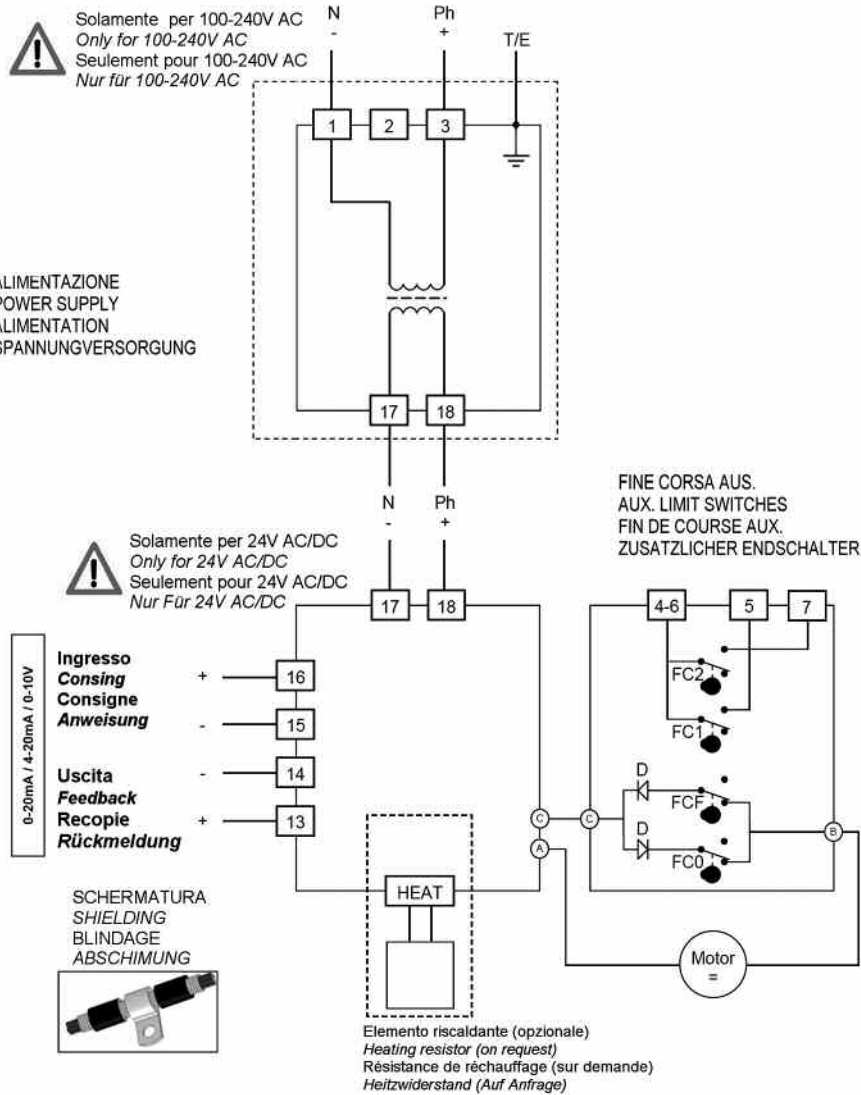 Solamente per 100-240V AC
Only for 100-240V AC
Seulement pour 100-240V AC
Nur für 100-240V AC
N
-
Ph
+
T/E
1
2
3
ALIMENTAZIONE
POWER SUPPLY
ALIMENTATION
SPANNUNGVERSORGUNG
17
18
N
-
Ph
+
Solamente per 24V AC/DC
Only for 24V AC/DC
Seulement pour 24V AC/DC
Nur Für 24V AC/DC
17
18
FINE CORSA AUS.
AUX. LIMIT SWITCHES
FIN DE COURSE AUX.
ZUSATZLICHER ENDSCHALTER
4-6
5
7
FC2
FC1
D
FCF
D
FC0
C
C
A
B
0-20mA / 4-20mA / 0-10V
Ingresso
Consing
Consigne
Anweisung
+
16
-
15
Uscita
Feedback
Recopie
Rückmeldung
-
14
+
13
HEAT
Motor
=
SCHERMATURA
SHIELDING
BLINDAGE
ABSCHIMUNG
Elemento riscaldante (opzionale)
Heating resistor (on request)
Résistance de réchauffage (sur demande)
Heitzwiderstand (Auf Anfrage)